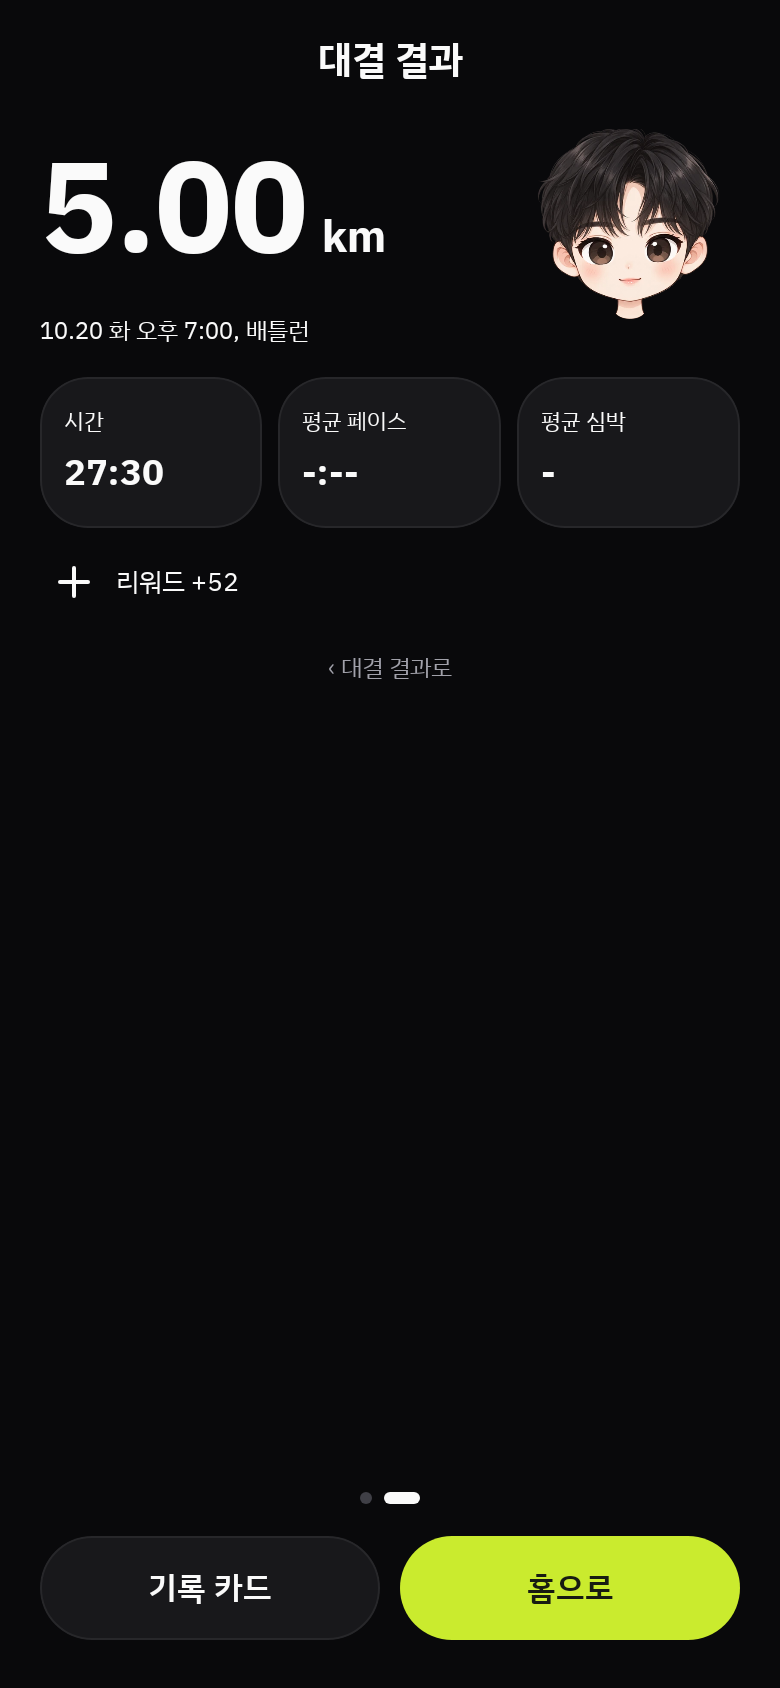 대결 결과
5.00 km
10.20 화 오후 7:00, 배틀런
시간
27:30
평균 페이스
-:--
평균 심박
-
리워드 +52
‹ 대결 결과로
기록 카드
홈으로